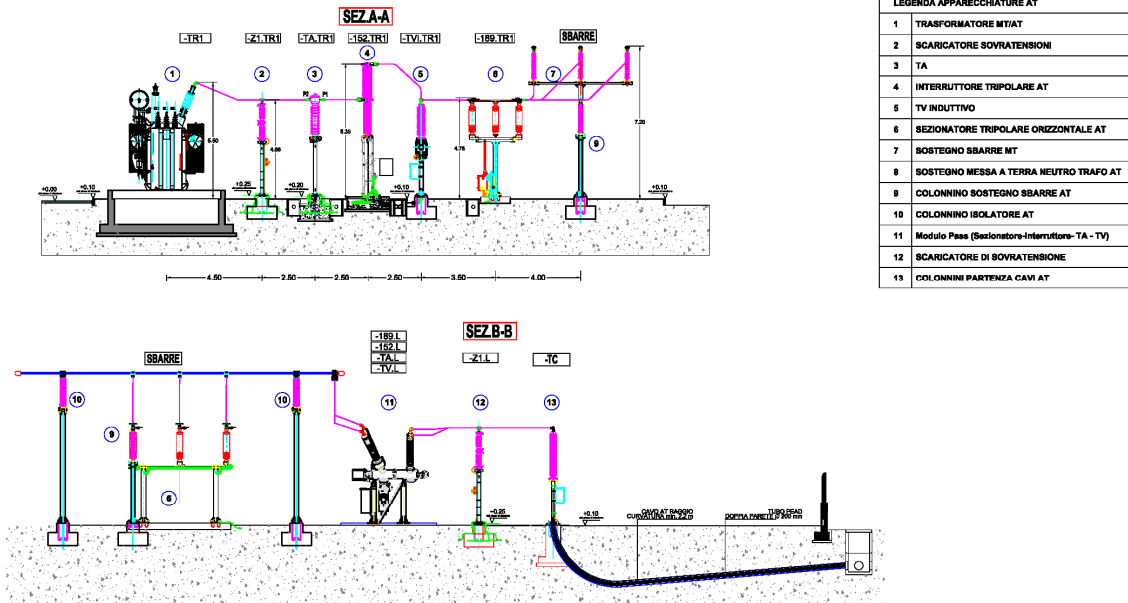 LEGENDA APPARECCHIATURE AT
1 TRASFORMATORE MT/AT
2 SCARICATORE SOVRATENSIONI
3 TA
4 INTERRUTTORE TRIPOLARE AT
5 TV INDUTTIVO
6 SEZIONATORE TRIPOLARE ORIZZONTALE AT
7 SOSTEGNO SBARRE MT
8 SOSTEGNO MESSA A TERRA NEUTRO TRAFO AT
9 COLONNINO SOSTEGNO SBARRE AT
10 COLONNINO ISOLATORE AT
11 Modulo Pass (Sezionatore-Interruttore- TA - TV)
12 SCARICATORE DI SOVRATENSIONE
13 COLONNINI PARTENZA CAVI AT
SEZ.A-A
-TR1 -Z1.TR1 -TA.TR1 -152.TR1 -TVI.TR1 -189.TR1 SBARRE
1 2 3 4 5 6 7
P2 P1
6.50 4.66 6.35 4.75 7.25
9
+0.00 +0.10 +0.25 +0.20 +0.10 +0.10
4.50 2.50 2.50 2.50 3.50 4.00
SEZ.B-B
-189.L
-152.L
-TA.L
-TV.L
SBARRE -Z1.L -TC
10 9 10 11 12 13
6
+0.25 +0.10
CAVO AT RAGGIO
CURVATURA min. 2.2 m
TUBO PEAD
DOPPIA PARETE Ø 200 mm